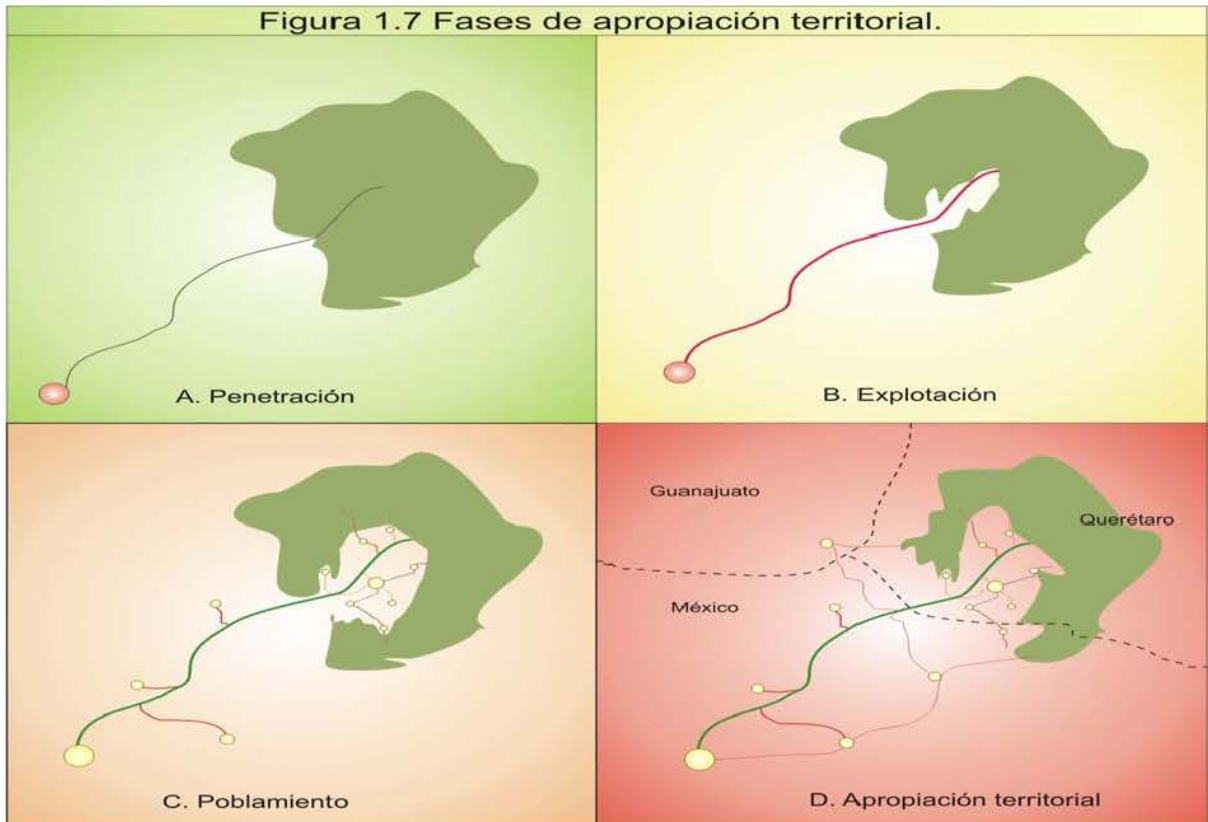 Figura 1.7 Fases de apropiación territorial.
A. Penetración
B. Explotación
C. Poblamiento
Guanajuato
Querétaro
México
D. Apropiación territorial